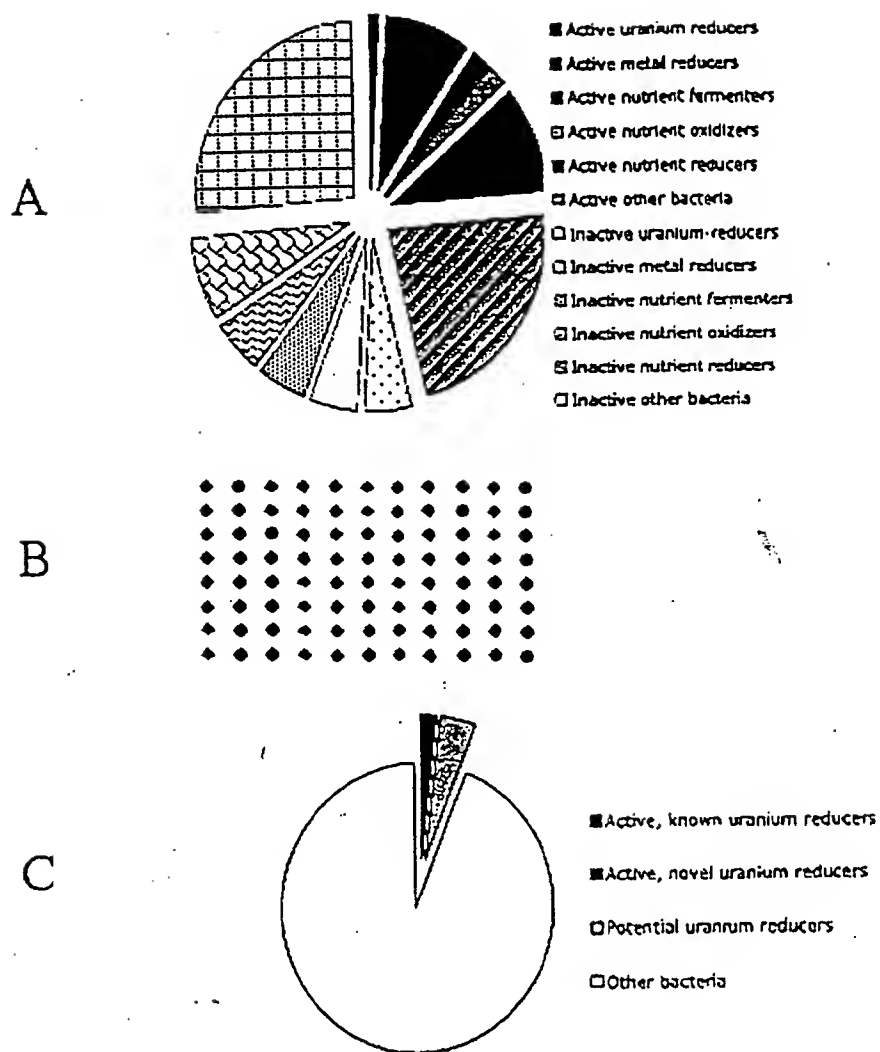 A
Active uranium reducers
Active metal reducers
Active nutrient fermenters
Active nutrient oxidizers
Active nutrient reducers
Active other bacteria
Inactive uranium-reducers
Inactive metal reducers
Inactive nutrient fermenters
Inactive nutrient oxidizers
Inactive nutrient reducers
Inactive other bacteria
B
C
Active, known uranium reducers
Active, novel uranium reducers
Potential uranium reducers
Other bacteria